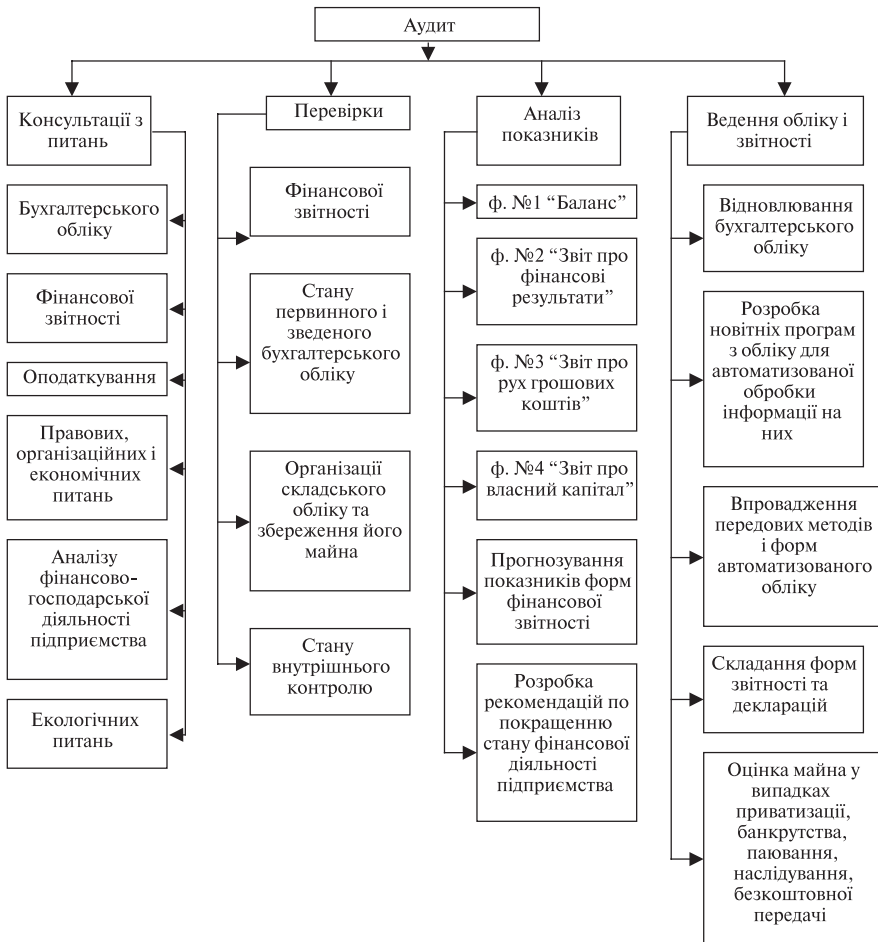 Аудит
Консультації з
питань
Бухгалтерського
обліку
Фінансової
звітності
Оподаткування
Правових,
організаційних і
економічних
питань
Аналізу
фінансово-
господарської
діяльності
підприємства
Екологічних
питань
Перевірки
Фінансової
звітності
Стану
первинного і
зведеного
бухгалтерського
обліку
Організації
складського
обліку та
збереження його
майна
Стану
внутрішнього
контролю
Аналіз
показників
ф. №1 “Баланс”
ф. №2 “Звіт про
фінансові
результати”
ф. №3 “Звіт про
рух грошових
коштів”
ф. №4 “Звіт про
власний капітал”
Прогнозування
показників форм
фінансової
звітності
Розробка
рекомендацій по
покращенню
стану фінансової
діяльності
підприємства
Ведення обліку і
звітності
Відновлювання
бухгалтерського
обліку
Розробка
новітніх програм
з обліку для
автоматизованої
обробки
інформації на
них
Впровадження
передових методів
і форм
автоматизованого
обліку
Складання форм
звітності та
декларацій
Оцінка майна у
випадках
приватизації,
банкрутства,
паювання,
наслідування,
безкоштовної
передачі